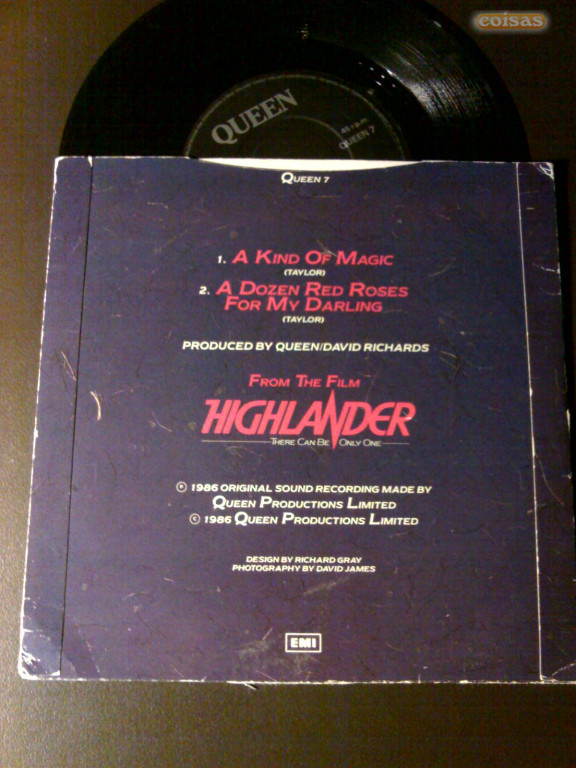 coisas
QUEEN
45 r.p.m.
QUEEN 7
QUEEN 7
1. A KIND OF MAGIC
(TAYLOR)
2. A DOZEN RED ROSES
FOR MY DARLING
(TAYLOR)
PRODUCED BY QUEEN/DAVID RICHARDS
FROM THE FILM
HIGHLANDER
THERE CAN BE ONLY ONE
℗ 1986 ORIGINAL SOUND RECORDING MADE BY
QUEEN PRODUCTIONS LIMITED
© 1986 QUEEN PRODUCTIONS LIMITED
DESIGN BY RICHARD GRAY
PHOTOGRAPHY BY DAVID JAMES
EMI